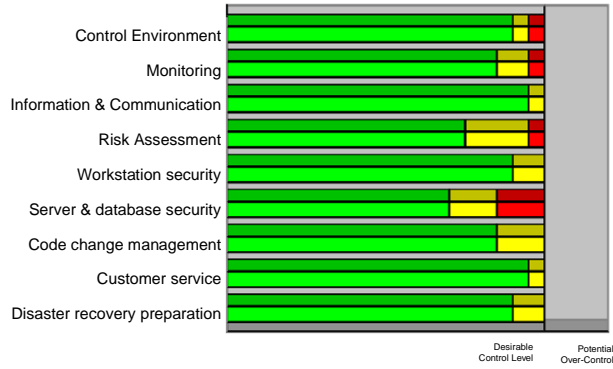 Control Environment
Monitoring
Information & Communication
Risk Assessment
Workstation security
Server & database security
Code change management
Customer service
Disaster recovery preparation
Desirable
Control Level
Potential
Over-Control